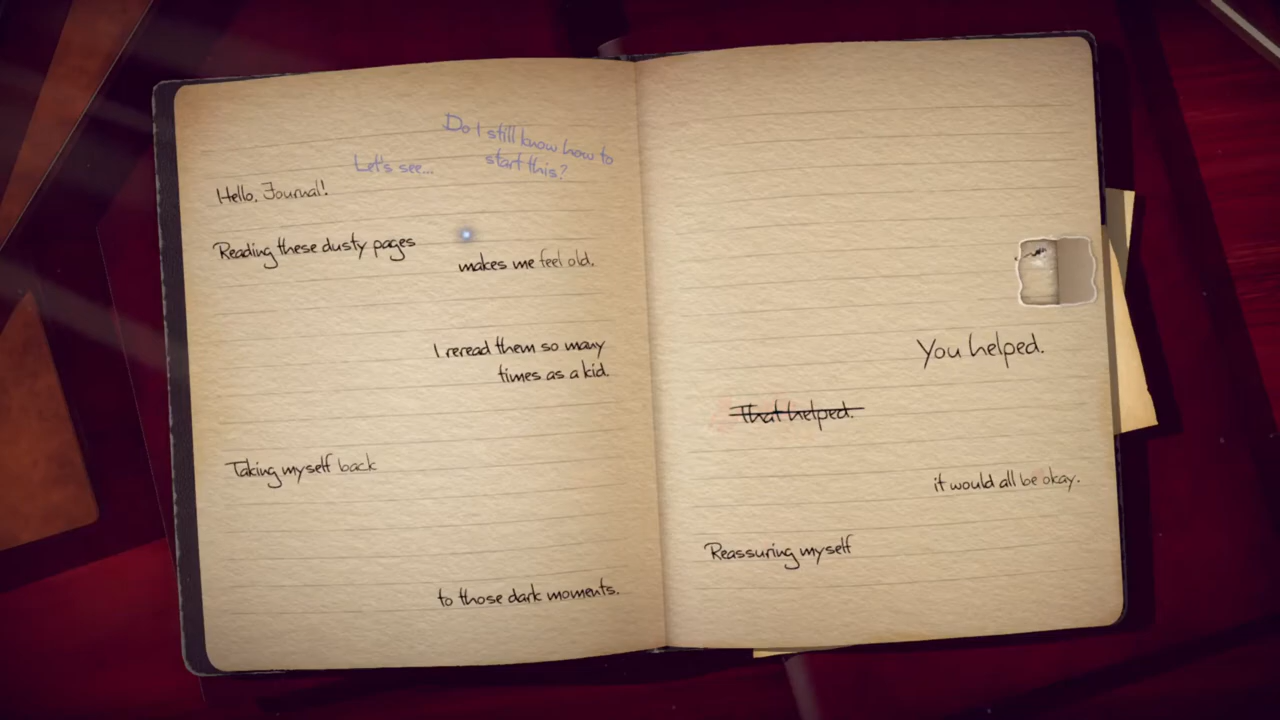 Do I still know how to
start this?
Let's see...
Hello, Journal!
Reading these dusty pages
makes me feel old.
I reread them so many
times as a kid.
Taking myself back
to those dark moments.
You helped.
That helped.
it would all be okay.
Reassuring myself